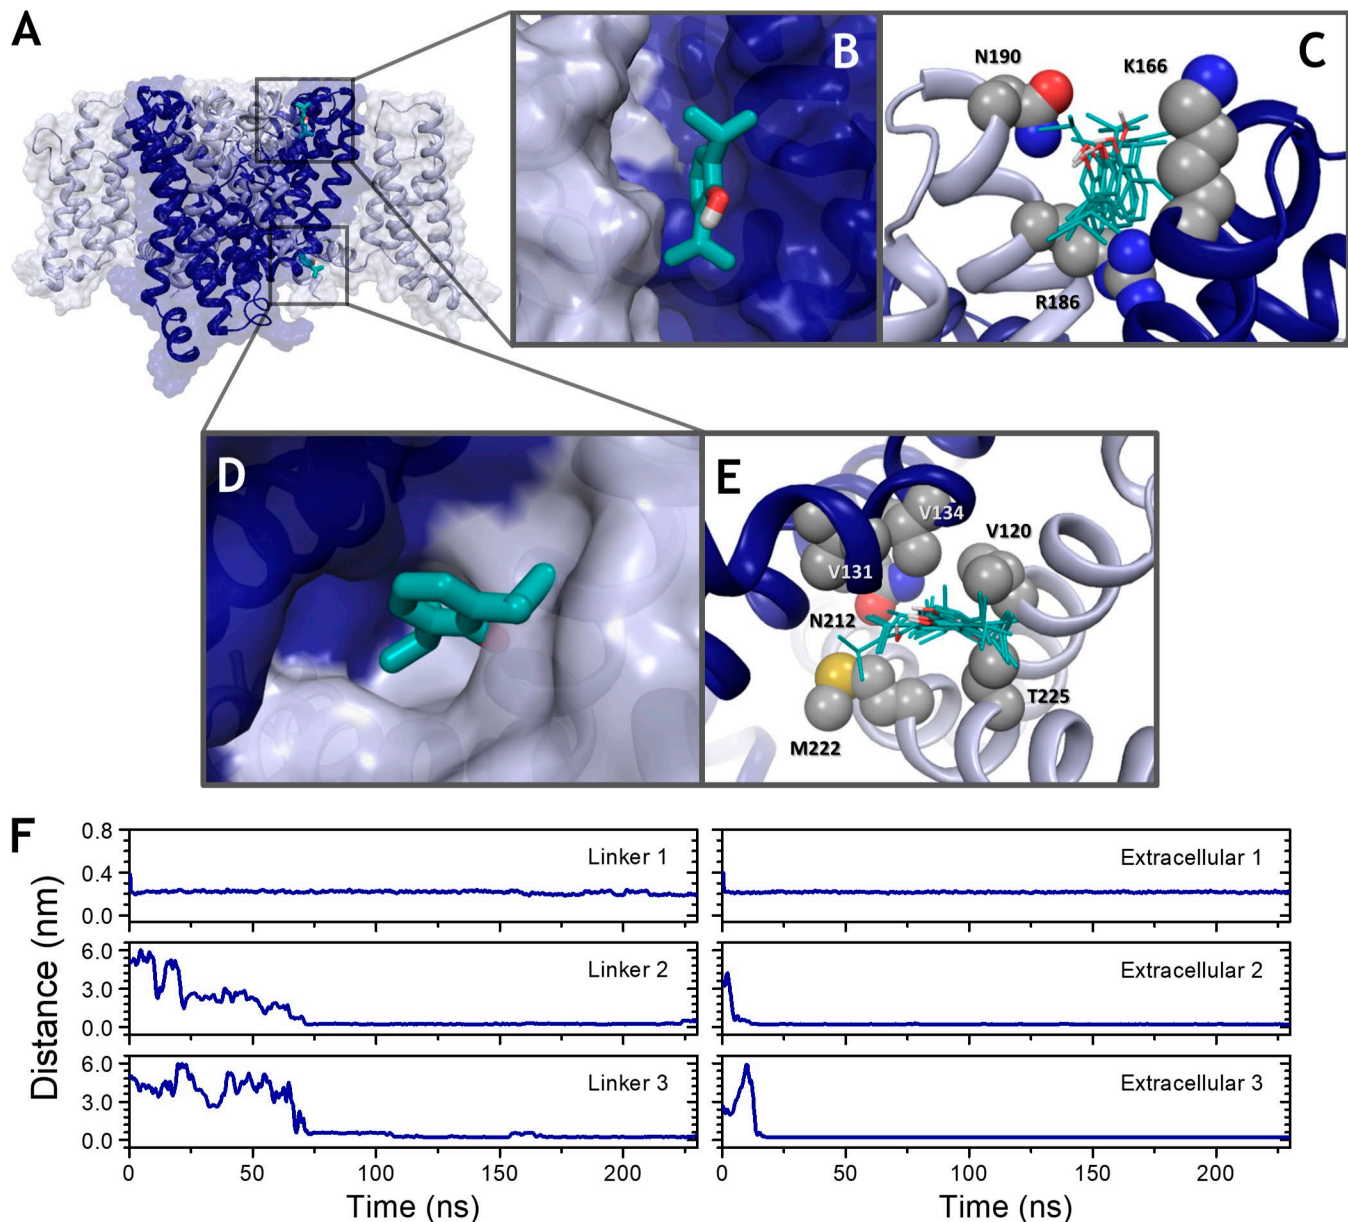 A
B
C
N190
K166
R186
D
E
V134
V120
V131
N212
T225
M222
F
Distance (nm)
0.8
0.4
0.0
Linker 1
Extracellular 1
6.0
3.0
0.0
Linker 2
Extracellular 2
6.0
3.0
0.0
Linker 3
Extracellular 3
0 50 100 150 200
0 50 100 150 200
Time (ns)
Time (ns)